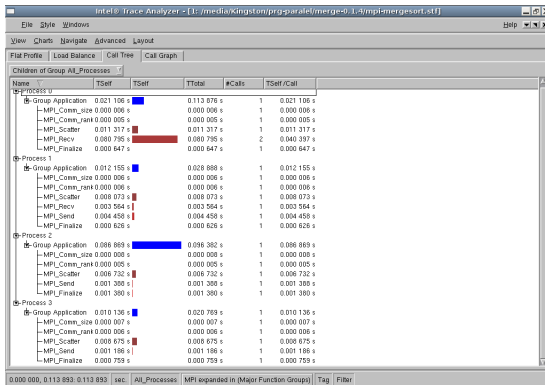 Intel® Trace Analyzer - [1: /media/Kingston/prg-paralel/merge-0.1.4/mpi-mergesort.stf]
File Style Windows Help
View Charts Navigate Advanced Layout
Flat Profile Load Balance Call Tree Call Graph
Children of Group All_Processes
Name TSelf TSelf TTotal #Calls TSelf /Call
Process 0
Group Application 0.021 106 s 0.113 876 s 1 0.021 106 s
MPI_Comm_size 0.000 006 s 0.000 006 s 1 0.000 006 s
MPI_Comm_rank 0.000 005 s 0.000 005 s 1 0.000 005 s
MPI_Scatter 0.011 317 s 0.011 317 s 1 0.011 317 s
MPI_Recv 0.080 795 s 0.080 795 s 2 0.040 397 s
MPI_Finalize 0.000 647 s 0.000 647 s 1 0.000 647 s
Process 1
Group Application 0.012 155 s 0.028 888 s 1 0.012 155 s
MPI_Comm_size 0.000 006 s 0.000 006 s 1 0.000 006 s
MPI_Comm_rank 0.000 006 s 0.000 006 s 1 0.000 006 s
MPI_Scatter 0.008 073 s 0.008 073 s 1 0.008 073 s
MPI_Recv 0.003 564 s 0.003 564 s 1 0.003 564 s
MPI_Send 0.004 458 s 0.004 458 s 1 0.004 458 s
MPI_Finalize 0.000 626 s 0.000 626 s 1 0.000 626 s
Process 2
Group Application 0.086 869 s 0.096 382 s 1 0.086 869 s
MPI_Comm_size 0.000 008 s 0.000 008 s 1 0.000 008 s
MPI_Comm_rank 0.000 005 s 0.000 005 s 1 0.000 005 s
MPI_Scatter 0.006 732 s 0.006 732 s 1 0.006 732 s
MPI_Send 0.001 388 s 0.001 388 s 1 0.001 388 s
MPI_Finalize 0.001 380 s 0.001 380 s 1 0.001 380 s
Process 3
Group Application 0.010 136 s 0.020 769 s 1 0.010 136 s
MPI_Comm_size 0.000 007 s 0.000 007 s 1 0.000 007 s
MPI_Comm_rank 0.000 006 s 0.000 006 s 1 0.000 006 s
MPI_Scatter 0.008 675 s 0.008 675 s 1 0.008 675 s
MPI_Send 0.001 186 s 0.001 186 s 1 0.001 186 s
MPI_Finalize 0.000 759 s 0.000 759 s 1 0.000 759 s
0.000 000, 0.113 893: 0.113 893 sec. All_Processes MPI expanded in (Major Function Groups) Tag Filter